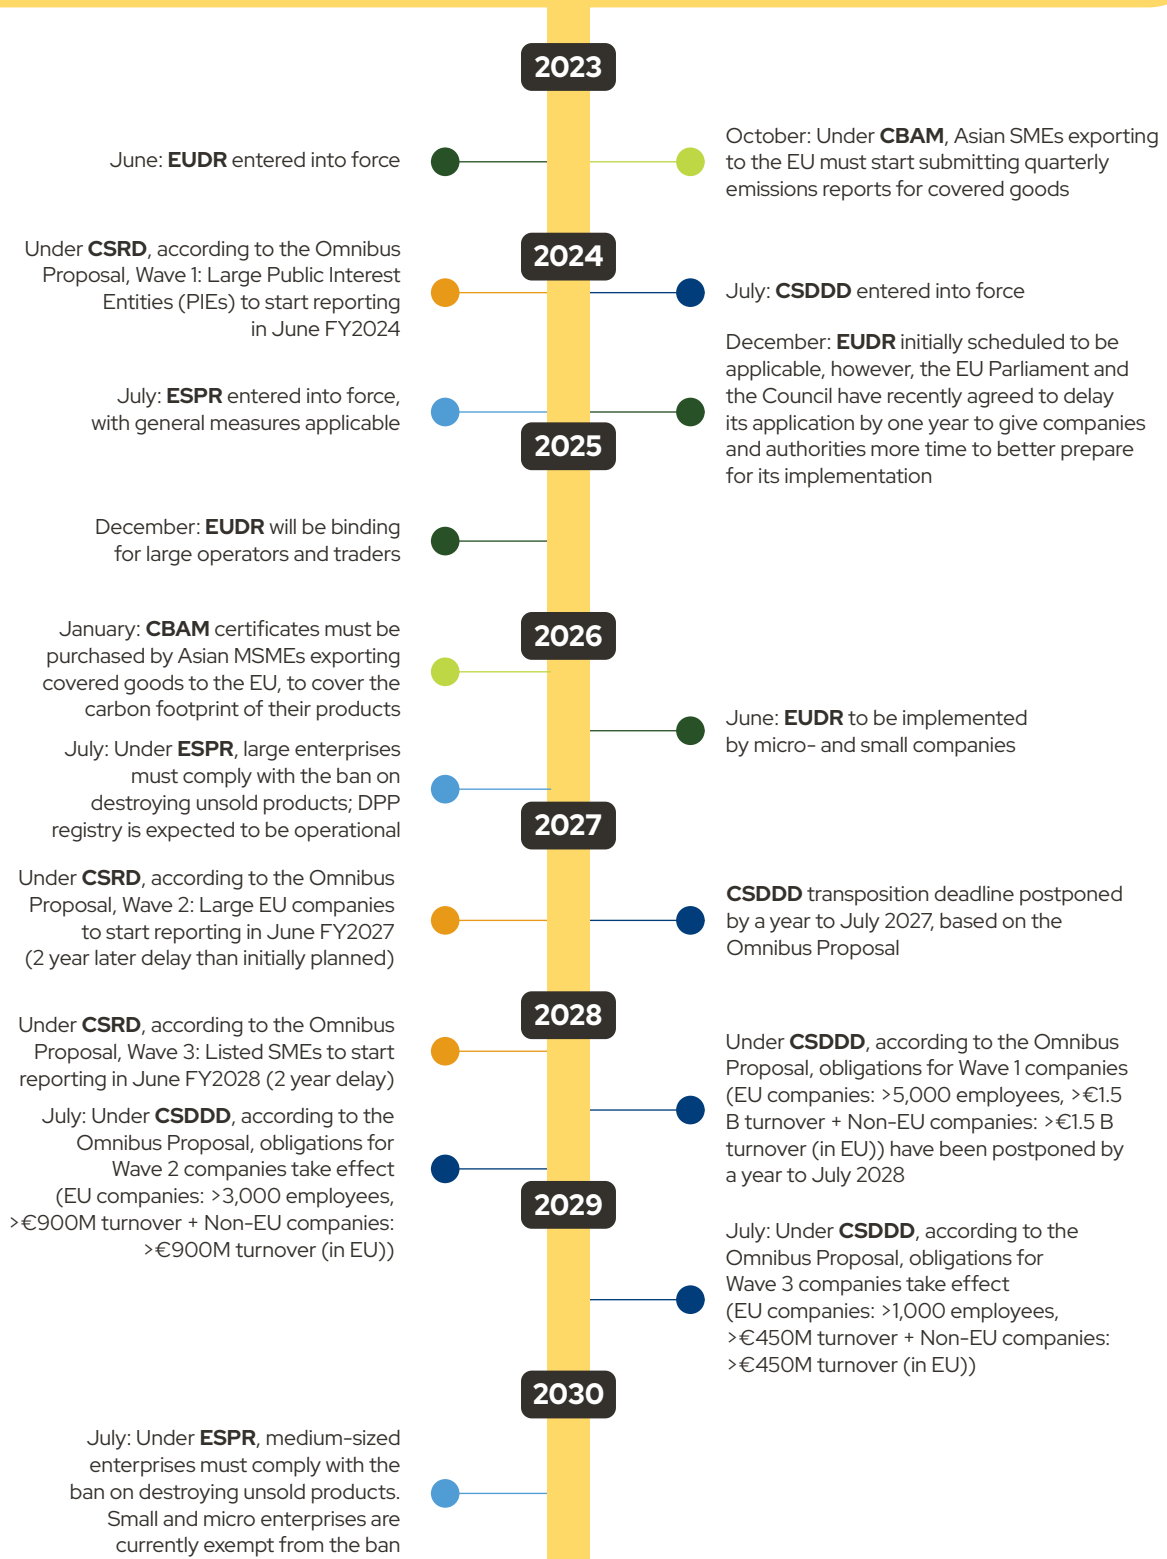 2023
June: EUDR entered into force
October: Under CBAM, Asian SMEs exporting
to the EU must start submitting quarterly
emissions reports for covered goods
2024
Under CSRD, according to the Omnibus
Proposal, Wave 1: Large Public Interest
Entities (PIEs) to start reporting
in June FY2024
July: CSDDD entered into force
July: ESPR entered into force,
with general measures applicable
December: EUDR initially scheduled to be
applicable, however, the EU Parliament and
the Council have recently agreed to delay
its application by one year to give companies
and authorities more time to better prepare
for its implementation
2025
December: EUDR will be binding
for large operators and traders
2026
January: CBAM certificates must be
purchased by Asian MSMEs exporting
covered goods to the EU, to cover the
carbon footprint of their products
June: EUDR to be implemented
by micro- and small companies
July: Under ESPR, large enterprises
must comply with the ban on
destroying unsold products; DPP
registry is expected to be operational
2027
Under CSRD, according to the Omnibus
Proposal, Wave 2: Large EU companies
to start reporting in June FY2027
(2 year later delay than initially planned)
CSDDD transposition deadline postponed
by a year to July 2027, based on the
Omnibus Proposal
2028
Under CSRD, according to the Omnibus
Proposal, Wave 3: Listed SMEs to start
reporting in June FY2028 (2 year delay)
Under CSDDD, according to the Omnibus
Proposal, obligations for Wave 1 companies
(EU companies: >5,000 employees, >€1.5
B turnover + Non-EU companies: >€1.5 B
turnover (in EU)) have been postponed by
a year to July 2028
July: Under CSDDD, according to the
Omnibus Proposal, obligations for
Wave 2 companies take effect
(EU companies: >3,000 employees,
>€900M turnover + Non-EU companies:
>€900M turnover (in EU))
2029
July: Under CSDDD, according to the
Omnibus Proposal, obligations for
Wave 3 companies take effect
(EU companies: >1,000 employees,
>€450M turnover + Non-EU companies:
>€450M turnover (in EU))
2030
July: Under ESPR, medium-sized
enterprises must comply with the
ban on destroying unsold products.
Small and micro enterprises are
currently exempt from the ban